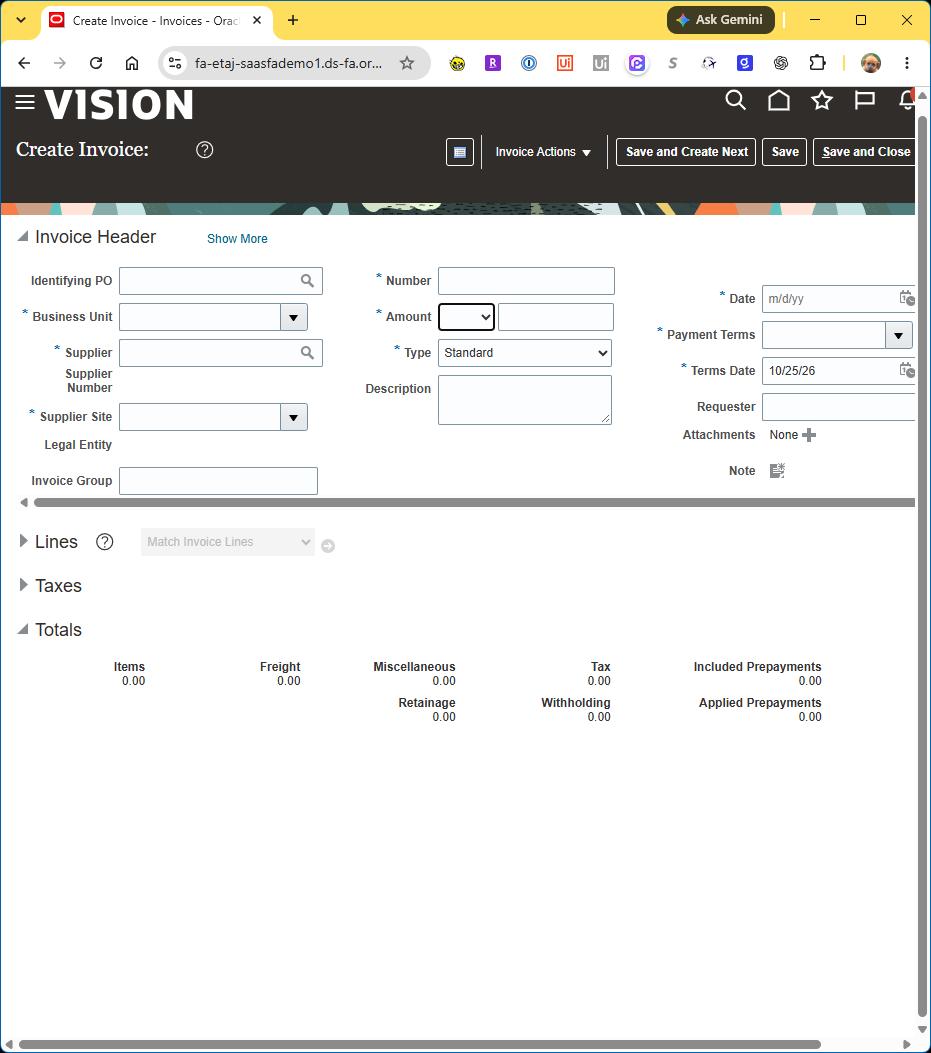 Create Invoice - Invoices - Orac
Ask Gemini
fa-etaj-saasfademo1.ds-fa.or...
VISION
Create Invoice:
Invoice Actions
Save and Create Next
Save
Save and Close
Invoice Header
Show More
Identifying PO
* Business Unit
* Supplier
Supplier
Number
* Supplier Site
Legal Entity
Invoice Group
* Number
* Amount
* Type Standard
Description
* Date m/d/yy
* Payment Terms
* Terms Date 10/25/26
Requester
Attachments None
Note
Lines
Match Invoice Lines
Taxes
Totals
Items Freight Miscellaneous Tax Included Prepayments
0.00 0.00 0.00 0.00 0.00
Retainage Withholding Applied Prepayments
0.00 0.00 0.00